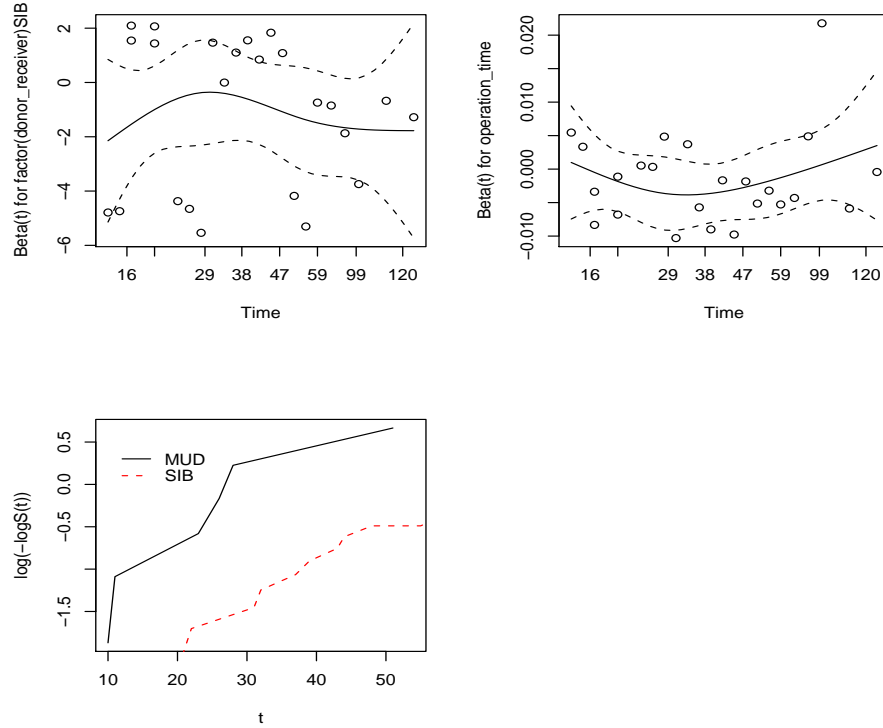 Beta(t) for factor(donor_receiver)SIB
2
0
-2
-4
-6
16 29 38 47 59 99 120
Time
Beta(t) for operation_time
0.020
0.010
0.000
-0.010
16 29 38 47 59 99 120
Time
log(-logS(t))
0.5
0.0
-0.5
-1.5
MUD
SIB
10 20 30 40 50
t